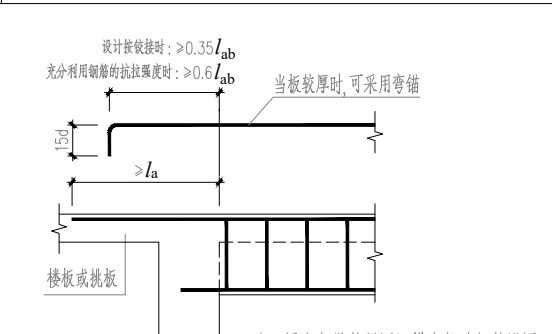 设计按铰接时：≥0.35lab
充分利用钢筋的抗拉强度时：≥0.6lab
当板较厚时,可采用弯锚
15d
≥la
楼板或挑板